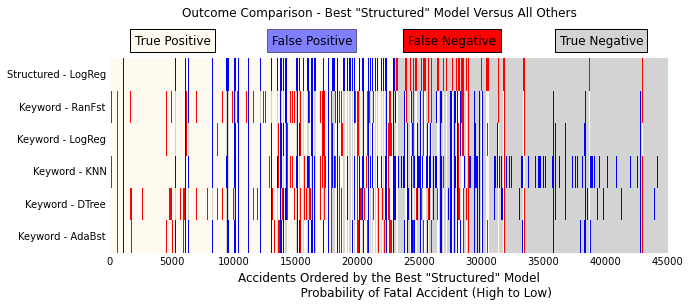 Outcome Comparison - Best "Structured" Model Versus All Others
True Positive False Positive False Negative True Negative
Structured - LogReg
Keyword - RanFst
Keyword - LogReg
Keyword - KNN
Keyword - DTree
Keyword - AdaBst
0 5000 10000 15000 20000 25000 30000 35000 40000 45000
Accidents Ordered by the Best "Structured" Model
Probability of Fatal Accident (High to Low)